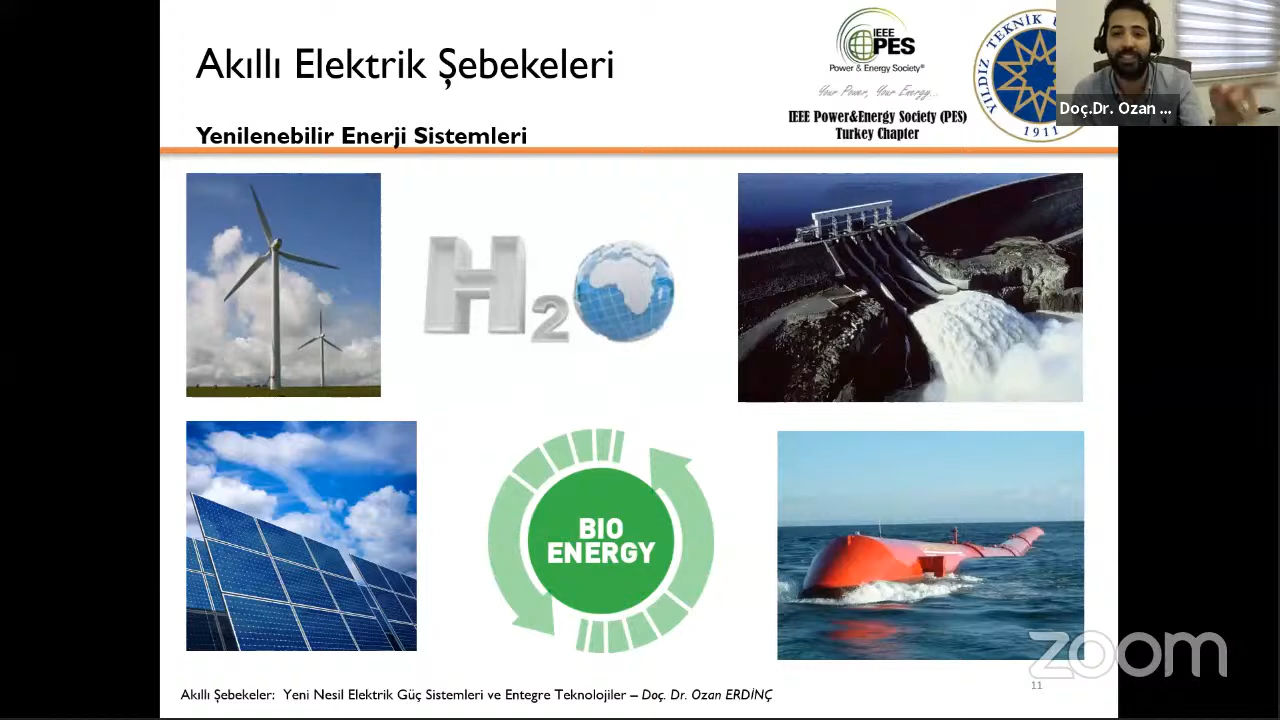 Akıllı Elektrik Şebekeleri
Yenilenebilir Enerji Sistemleri
IEEE
PES
Power & Energy Society®
Your Power, Your Energy...
IEEE Power&Energy Society (PES)
Turkey Chapter
YILDIZ TEKNİK
1911
Doç.Dr. Ozan ...
H2
BIO
ENERGY
zoom
11
Akıllı Şebekeler: Yeni Nesil Elektrik Güç Sistemleri ve Entegre Teknolojiler – Doç. Dr. Ozan ERDİNÇ